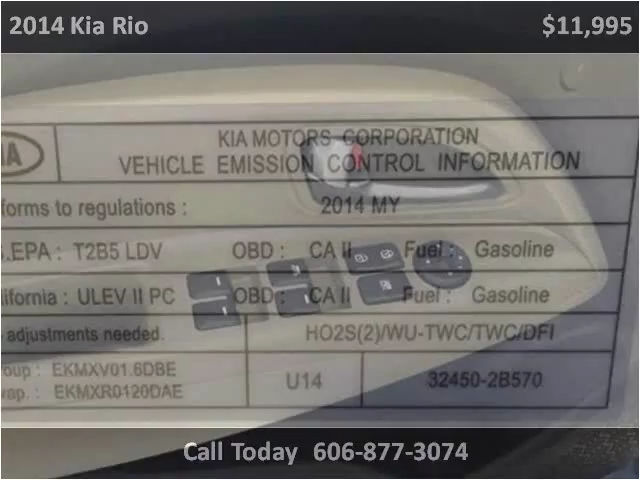 2014 Kia Rio $11,995
KIA MOTORS CORPORATION
VEHICLE EMISSION CONTROL INFORMATION
forms to regulations : 2014 MY
.EPA : T2B5 LDV OBD : CA II Fuel : Gasoline
lifornia : ULEV II PC OBD : CA II Fuel : Gasoline
adjustments needed. HO2S(2)/WU-TWC/TWC/DFI
oup : EKMXV01.6DBE
vap. : EKMXR0120DAE U14 32450-2B570
Call Today 606-877-3074